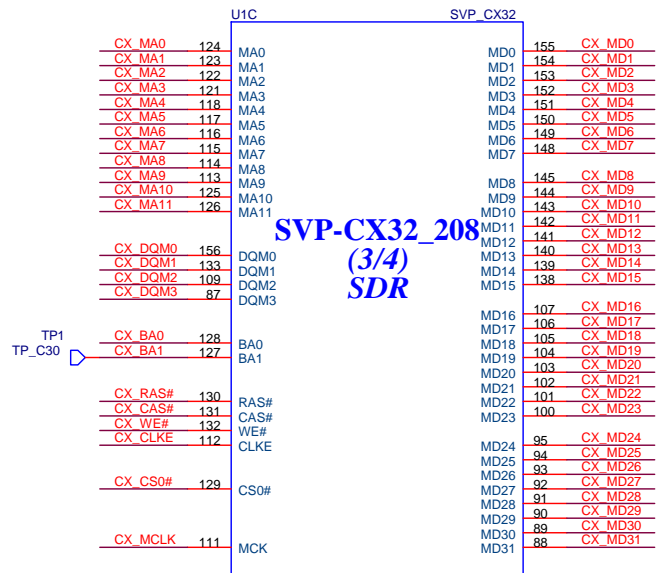 U1C SVP_CX32
CX_MA0 124 MA0 MD0 155 CX_MD0
CX_MA1 123 MA1 MD1 154 CX_MD1
CX_MA2 122 MA2 MD2 153 CX_MD2
CX_MA3 121 MA3 MD3 152 CX_MD3
CX_MA4 118 MA4 MD4 151 CX_MD4
CX_MA5 117 MA5 MD5 150 CX_MD5
CX_MA6 116 MA6 MD6 149 CX_MD6
CX_MA7 115 MA7 MD7 148 CX_MD7
CX_MA8 114 MA8
CX_MA9 113 MA9 MD8 145 CX_MD8
CX_MA10 125 MA10 MD9 144 CX_MD9
CX_MA11 126 MA11 MD10 143 CX_MD10
MD11 142 CX_MD11
SVP-CX32_208
MD12 141 CX_MD12
CX_DQM0 156 DQM0 MD13 140 CX_MD13
(3/4)
CX_DQM1 133 DQM1 MD14 139 CX_MD14
CX_DQM2 109 DQM2 MD15 138 CX_MD15
SDR
CX_DQM3 87 DQM3
MD16 107 CX_MD16
MD17 106 CX_MD17
TP1
CX_BA0 128 BA0 MD18 105 CX_MD18
TP_C30 CX_BA1 127 BA1 MD19 104 CX_MD19
MD20 103 CX_MD20
MD21 102 CX_MD21
CX_RAS# 130 RAS# MD22 101 CX_MD22
CX_CAS# 131 CAS# MD23 100 CX_MD23
CX_WE# 132 WE#
CX_CLKE 112 CLKE MD24 95 CX_MD24
MD25 94 CX_MD25
MD26 93 CX_MD26
CX_CS0# 129 CS0# MD27 92 CX_MD27
MD28 91 CX_MD28
MD29 90 CX_MD29
MD30 89 CX_MD30
CX_MCLK 111 MCK MD31 88 CX_MD31